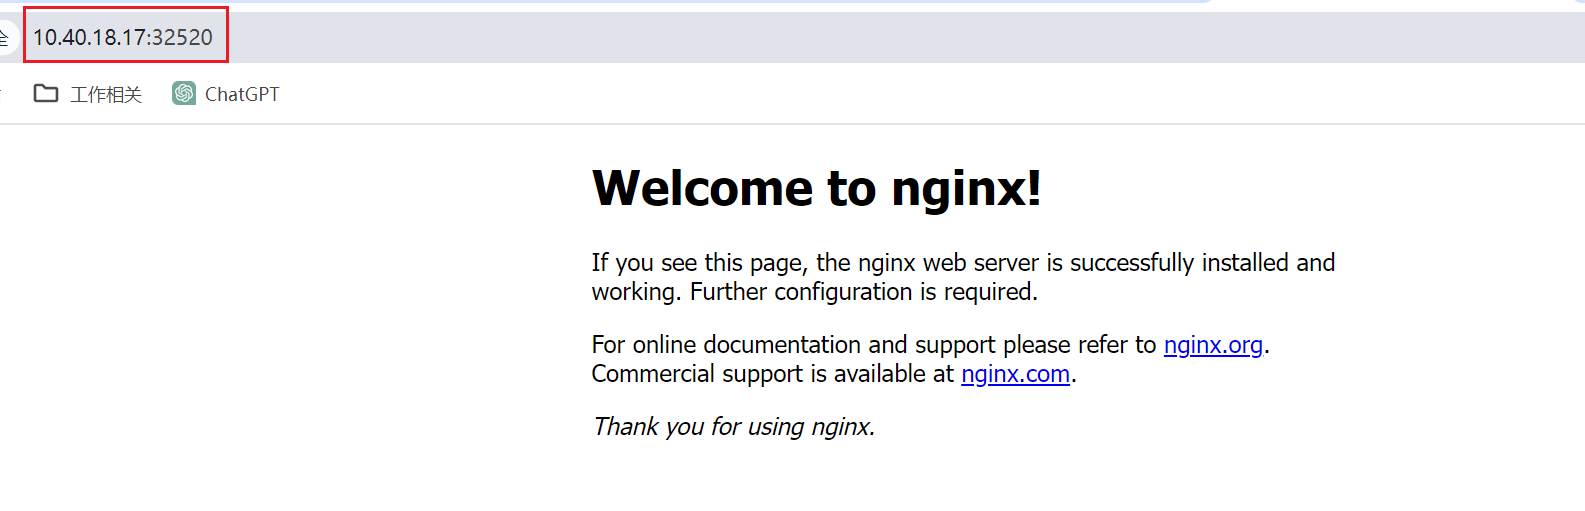 全 10.40.18.17:32520
工作相关 ChatGPT
Welcome to nginx!
If you see this page, the nginx web server is successfully installed and
working. Further configuration is required.
For online documentation and support please refer to nginx.org.
Commercial support is available at nginx.com.
Thank you for using nginx.